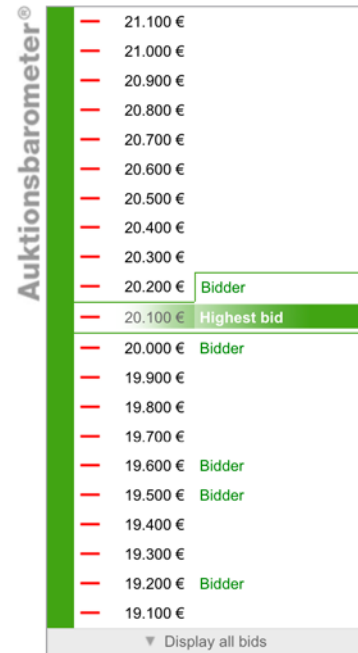 Auktionsbarometer®
21.100 €
21.000 €
20.900 €
20.800 €
20.700 €
20.600 €
20.500 €
20.400 €
20.300 €
20.200 € Bidder
20.100 € Highest bid
20.000 € Bidder
19.900 €
19.800 €
19.700 €
19.600 € Bidder
19.500 € Bidder
19.400 €
19.300 €
19.200 € Bidder
19.100 €
▼ Display all bids